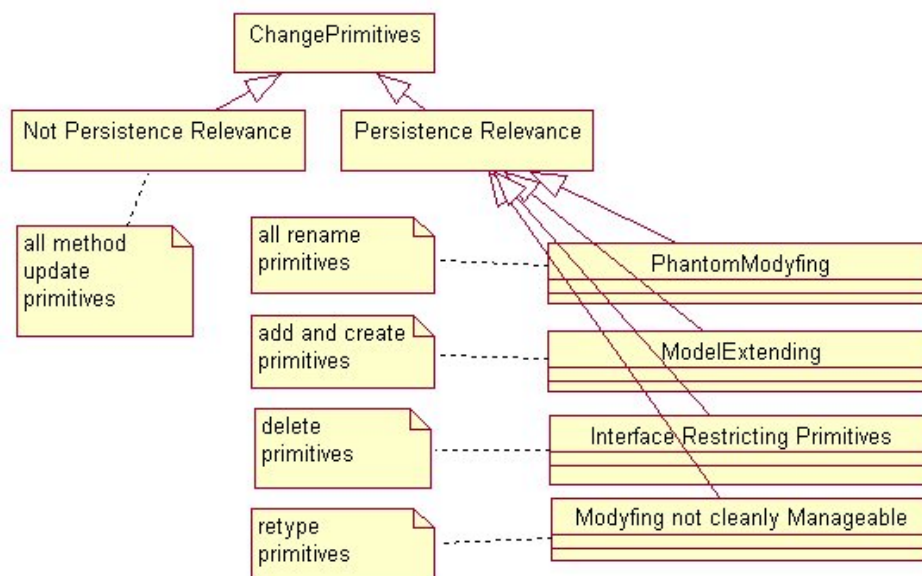 ChangePrimitives
Not Persistence Relevance
Persistence Relevance
all method
update
primitives
all rename
primitives
PhantomModyfing
add and create
primitives
ModelExtending
delete
primitives
Interface Restricting Primitives
retype
primitives
Modyfing not cleanly Manageable